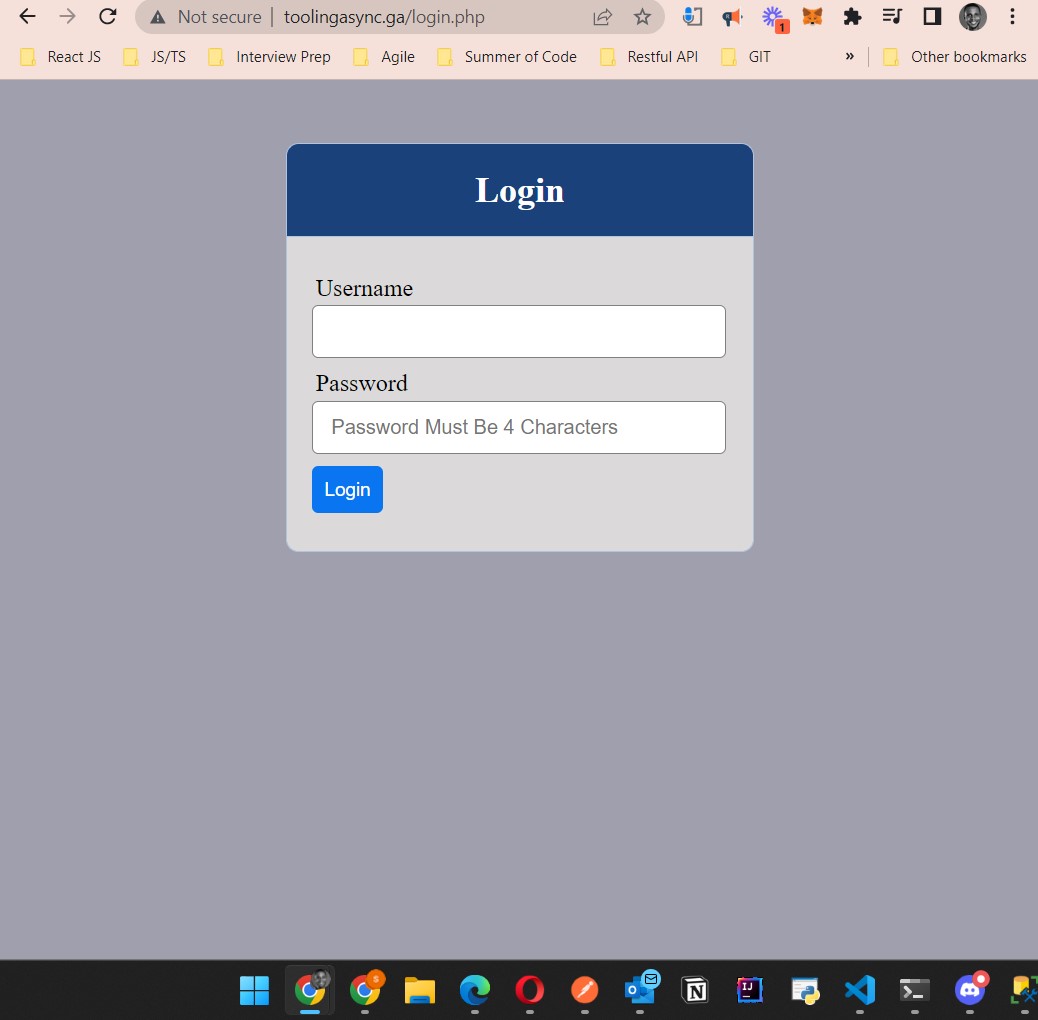 Not secure | toolingasync.ga/login.php
1
React JS JS/TS Interview Prep Agile Summer of Code Restful API GIT » Other bookmarks
Login
Username
Password
Password Must Be 4 Characters
Login